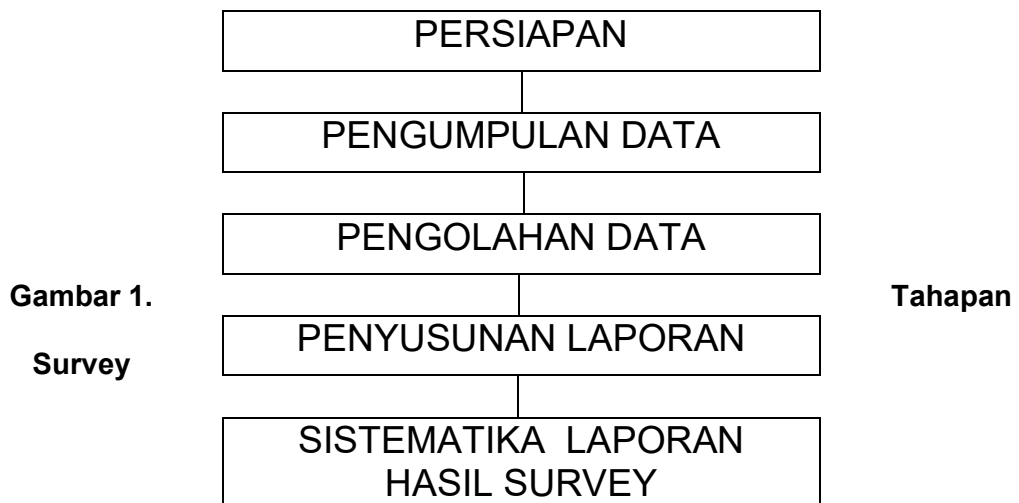 PERSIAPAN
PENGUMPULAN DATA
PENGOLAHAN DATA
Gambar 1. Tahapan
PENYUSUNAN LAPORAN
Survey
SISTEMATIKA LAPORAN
HASIL SURVEY